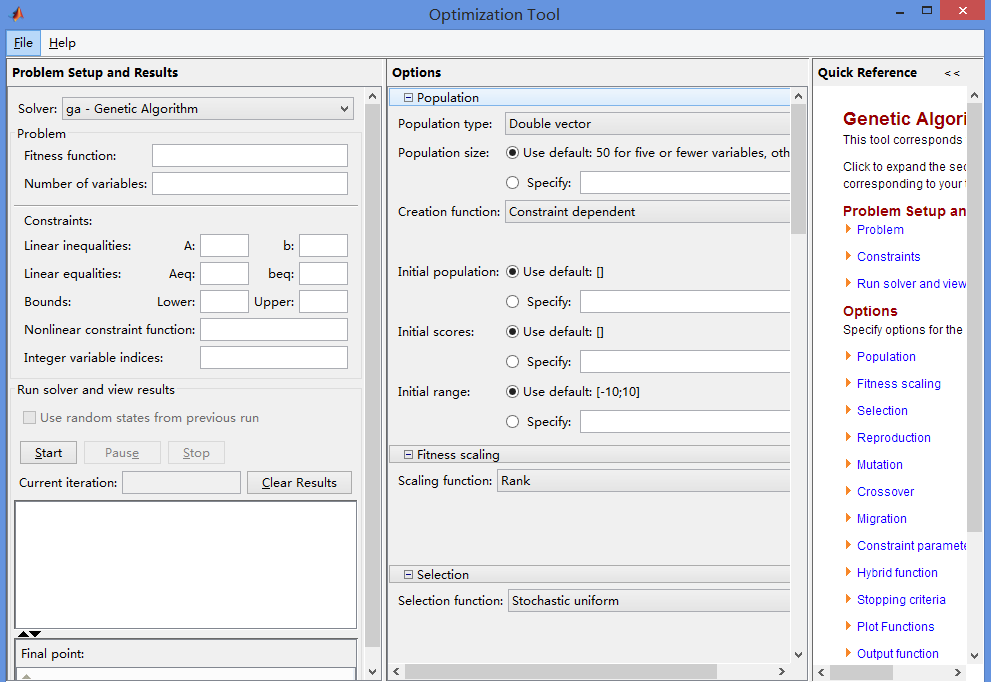 Optimization Tool
File Help
Problem Setup and Results
Solver: ga - Genetic Algorithm
Problem
Fitness function:
Number of variables:
Constraints:
Linear inequalities: A: b:
Linear equalities: Aeq: beq:
Bounds: Lower: Upper:
Nonlinear constraint function:
Integer variable indices:
Run solver and view results
Use random states from previous run
Start Pause Stop
Current iteration: Clear Results
Final point:
Options
Population
Population type: Double vector
Population size: Use default: 50 for five or fewer variables, oth
Specify:
Creation function: Constraint dependent
Initial population: Use default: []
Specify:
Initial scores: Use default: []
Specify:
Initial range: Use default: [-10;10]
Specify:
Fitness scaling
Scaling function: Rank
Selection
Selection function: Stochastic uniform
Quick Reference <<
Genetic Algori
This tool corresponds
Click to expand the sec
corresponding to your
Problem Setup an
Problem
Constraints
Run solver and view
Options
Specify options for the
Population
Fitness scaling
Selection
Reproduction
Mutation
Crossover
Migration
Constraint paramete
Hybrid function
Stopping criteria
Plot Functions
Output function